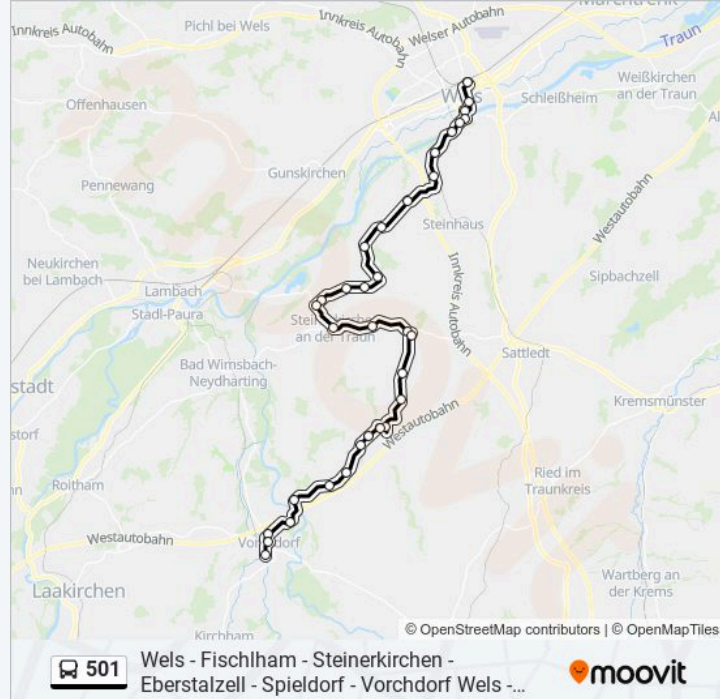 Innkreis Autobahn
Pichl bei Wels
Innkreis Autobahn
Welser Autobahn
Marchtrenk
Traun
Wels
Weißkirchen
an der Traun
Schleißheim
Offenhausen
Gunskirchen
Pennewang
Steinhaus
Westautobahn
Neukirchen
bei Lambach
Lambach
Stadl-Paura
Innkreis Autobahn
Sipbachzell
Steinerkirchen
an der Traun
Sattledt
Bad Wimsbach-
Neydharting
stadt
Kremsmünster
storf
Westautobahn
Roitham
Ried im
Traunkreis
Westautobahn
Vorchdorf
Laakirchen
Wartberg an
der Krems
Kirchham
© OpenStreetMap contributors | © OpenMapTiles
501
Wels - Fischlham - Steinerkirchen -
Eberstalzell - Spieldorf - Vorchdorf Wels -...
moovit